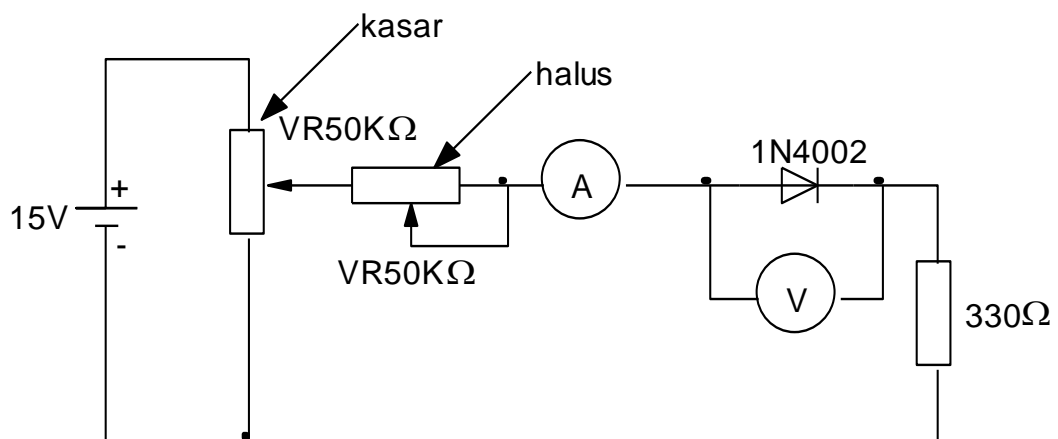 kasar
halus
VR50KΩ
1N4002
A
+
15V
-
VR50KΩ
V
330Ω